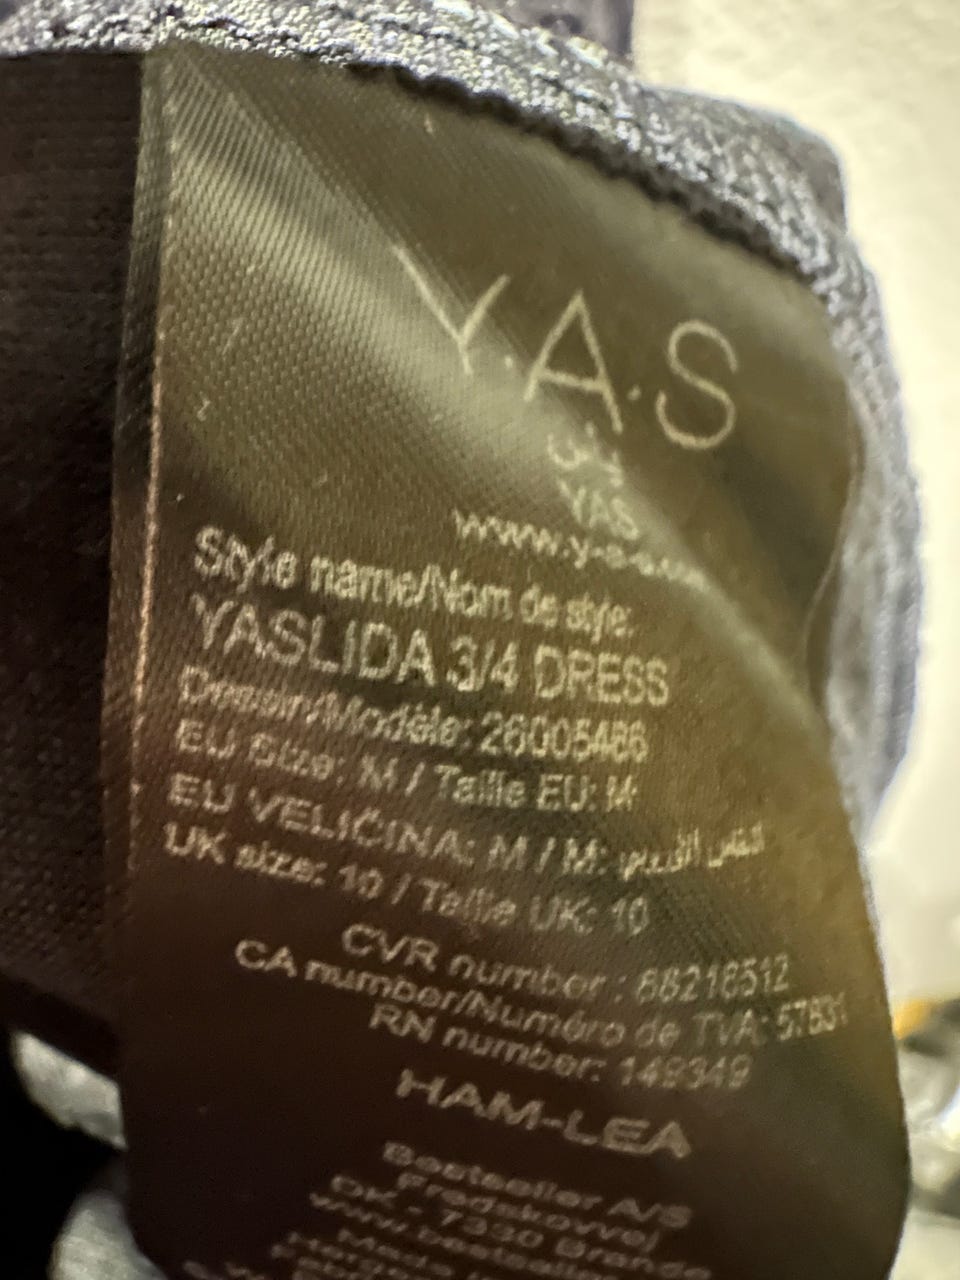 Y.A.S
YAS
Style name/Nom de style:
YASLIDA 3/4 DRESS
Dessin/Modèle: 26005486
EU Size: M / Taille EU: M
EU VELIČINA: M / M:
UK size: 10 / Taille UK: 10
CVR number: 88218512
CA number/Numéro de TVA: 57831
RN number: 149349
HAM-LEA
Bestseller A/S
Fredskovvej
DK - 7330 Brande
Made